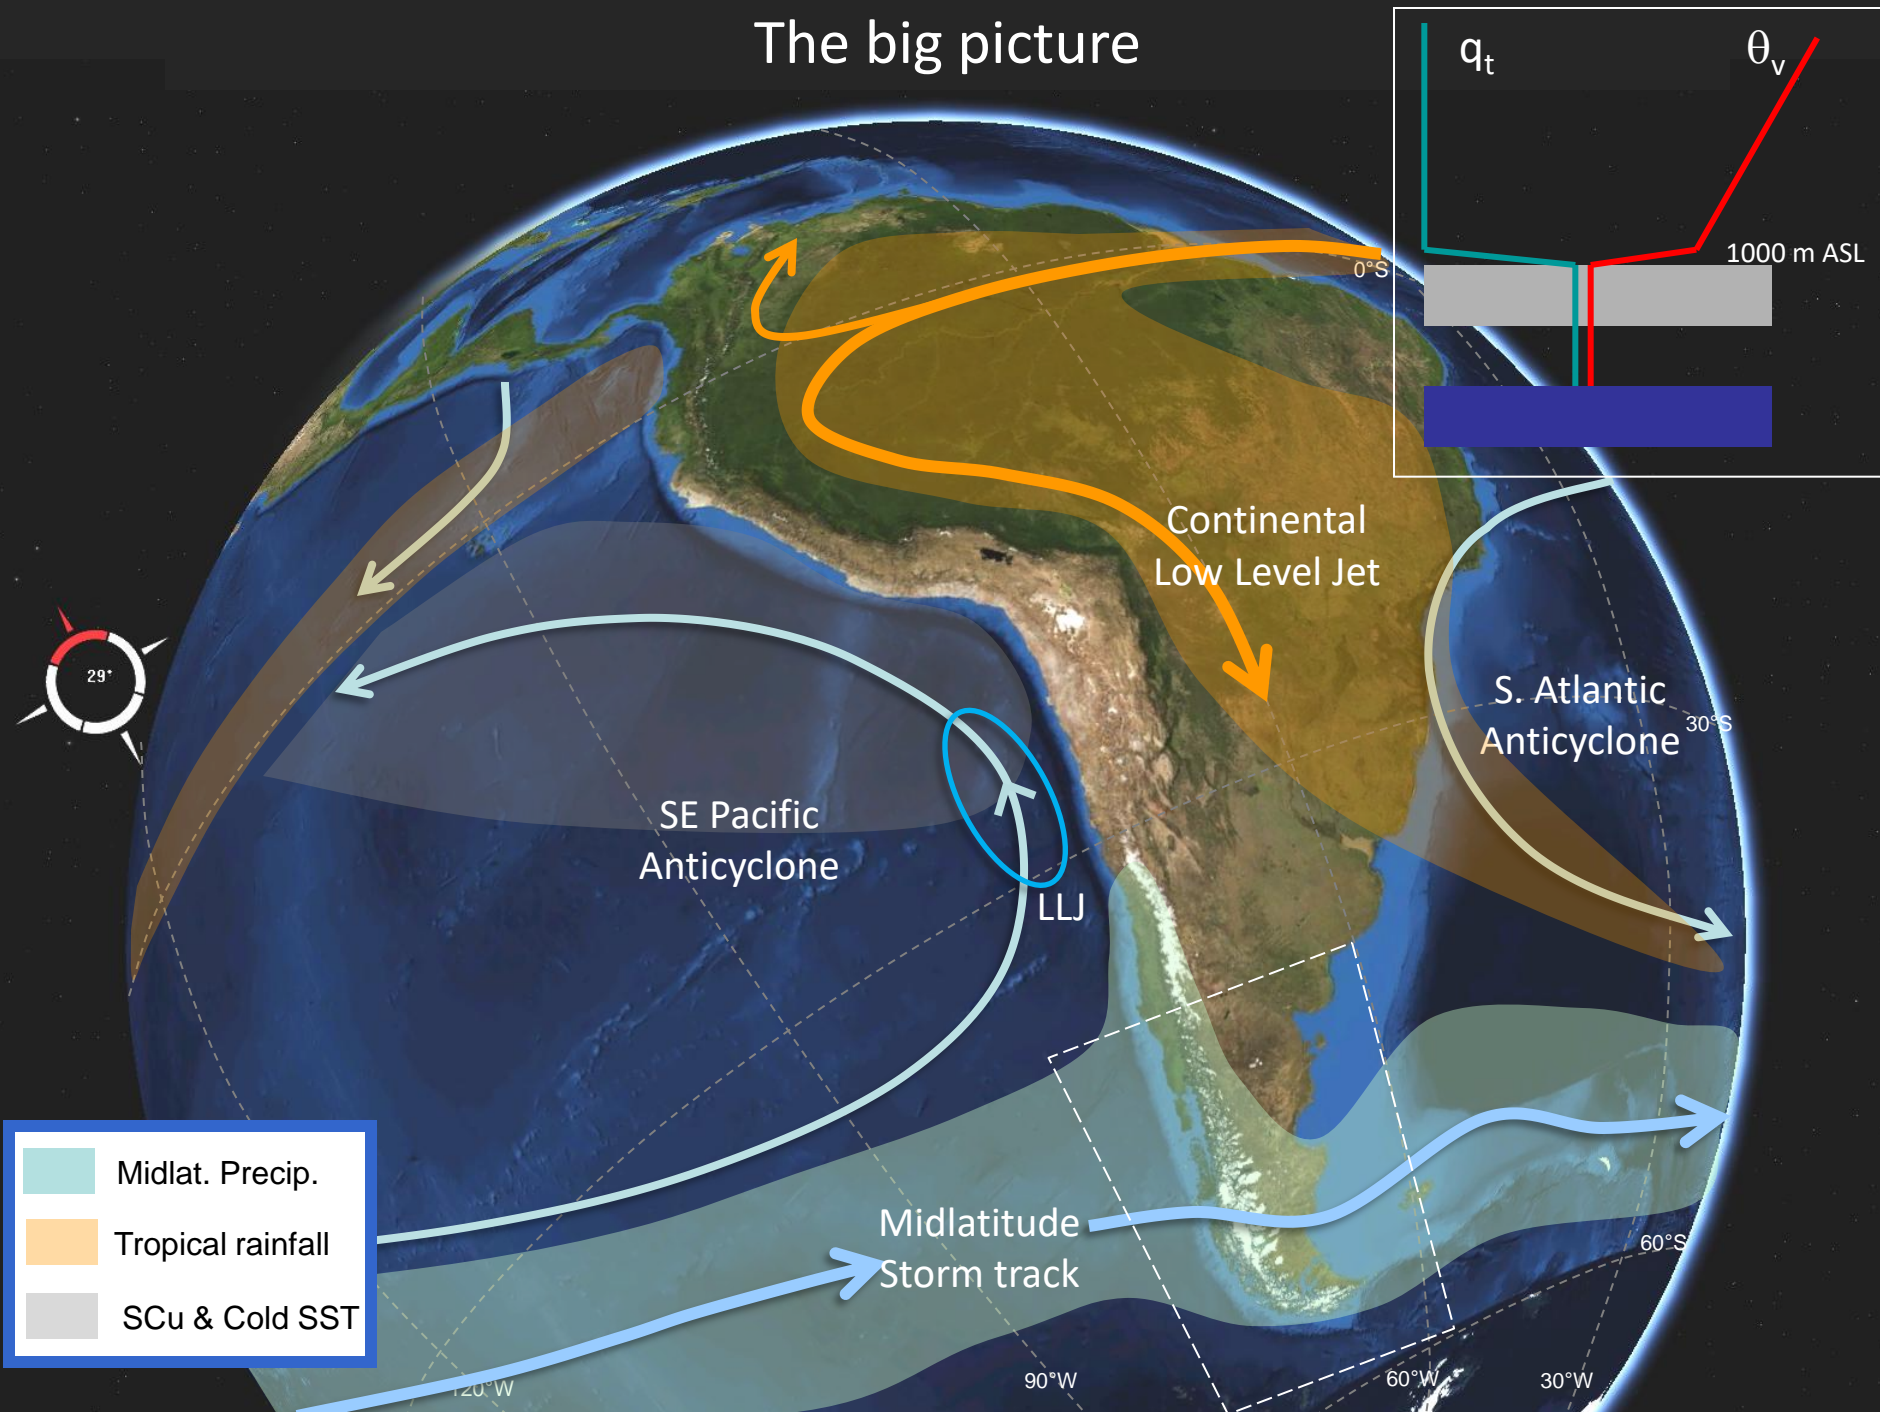 The big picture
qt
θv
1000 m ASL
0°S
Continental
Low Level Jet
29°
S. Atlantic
Anticyclone
30°S
SE Pacific
Anticyclone
LLJ
Midlat. Precip.
Tropical rainfall
SCu & Cold SST
Midlatitude
Storm track
60°S
120°W
90°W
60°W
30°W